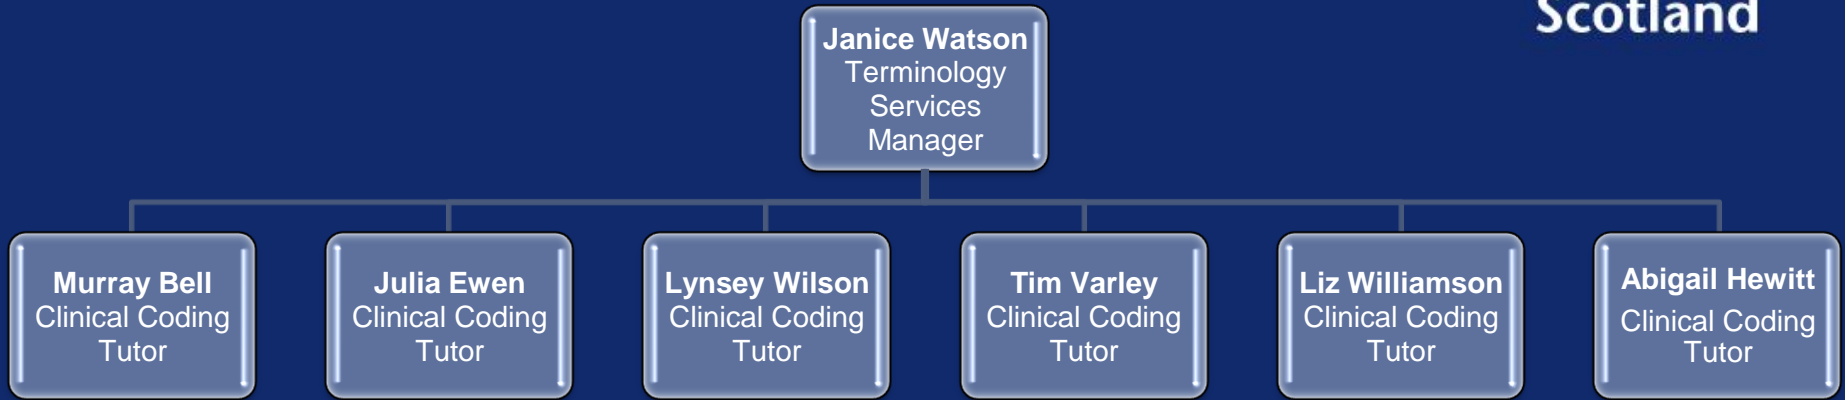 Scotland
Janice Watson
Terminology
Services
Manager
Murray Bell
Clinical Coding
Tutor
Julia Ewen
Clinical Coding
Tutor
Lynsey Wilson
Clinical Coding
Tutor
Tim Varley
Clinical Coding
Tutor
Liz Williamson
Clinical Coding
Tutor
Abigail Hewitt
Clinical Coding
Tutor